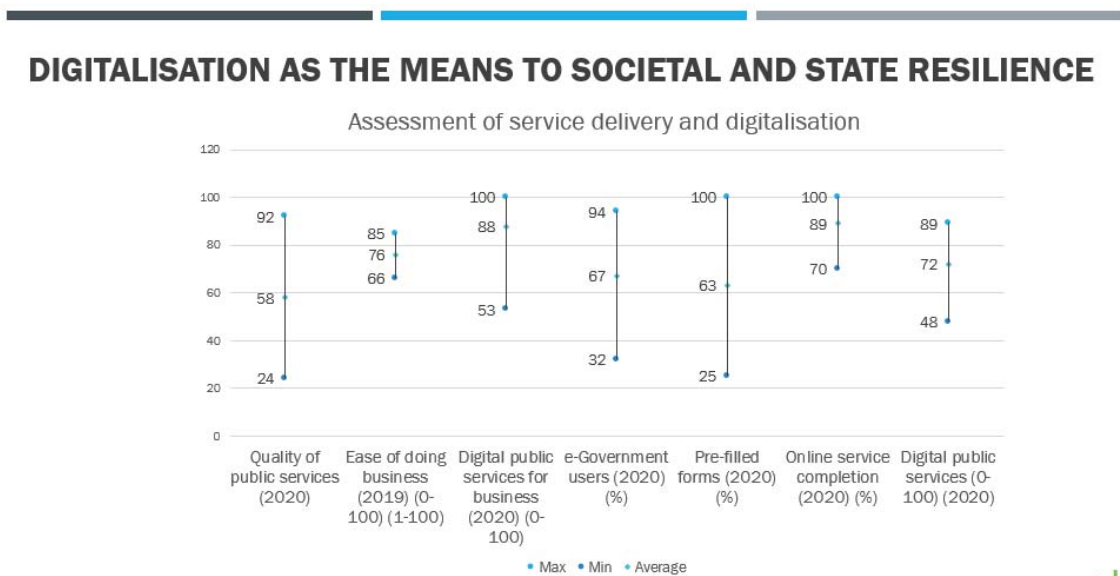 DIGITALISATION AS THE MEANS TO SOCIETAL AND STATE RESILIENCE
Assessment of service delivery and digitalisation
120
100
80
60
40
20
0
92
58
24
85
76
66
100
88
53
94
67
32
100
63
25
100
89
70
89
72
48
Quality of
public services
(2020)
Ease of doing
business
(2019) (0-
100) (1-100)
Digital public
services for
business
(2020) (0-
100)
e-Government
users (2020)
(%)
Pre-filled
forms (2020)
(%)
Online service
completion
(2020) (%)
Digital public
services (0-
100) (2020)
Max Min Average